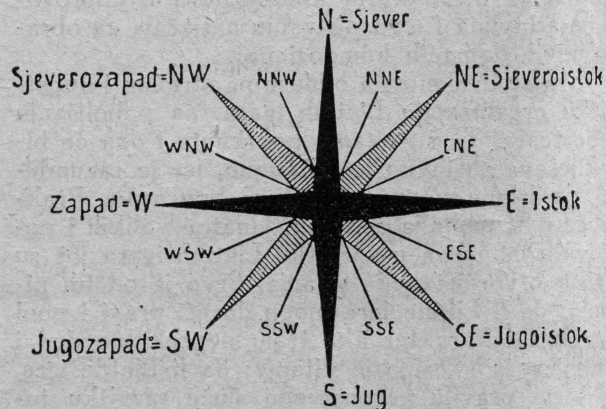 N=Sjever
Sjeverozapad=NW
NNW
NNE
NE=Sjeveroistok
WNW
ENE
Zapad=W
E=Istok
WSW
ESE
Jugozapad=SW
SSW
SSE
SE=Jugoistok.
S=Jug